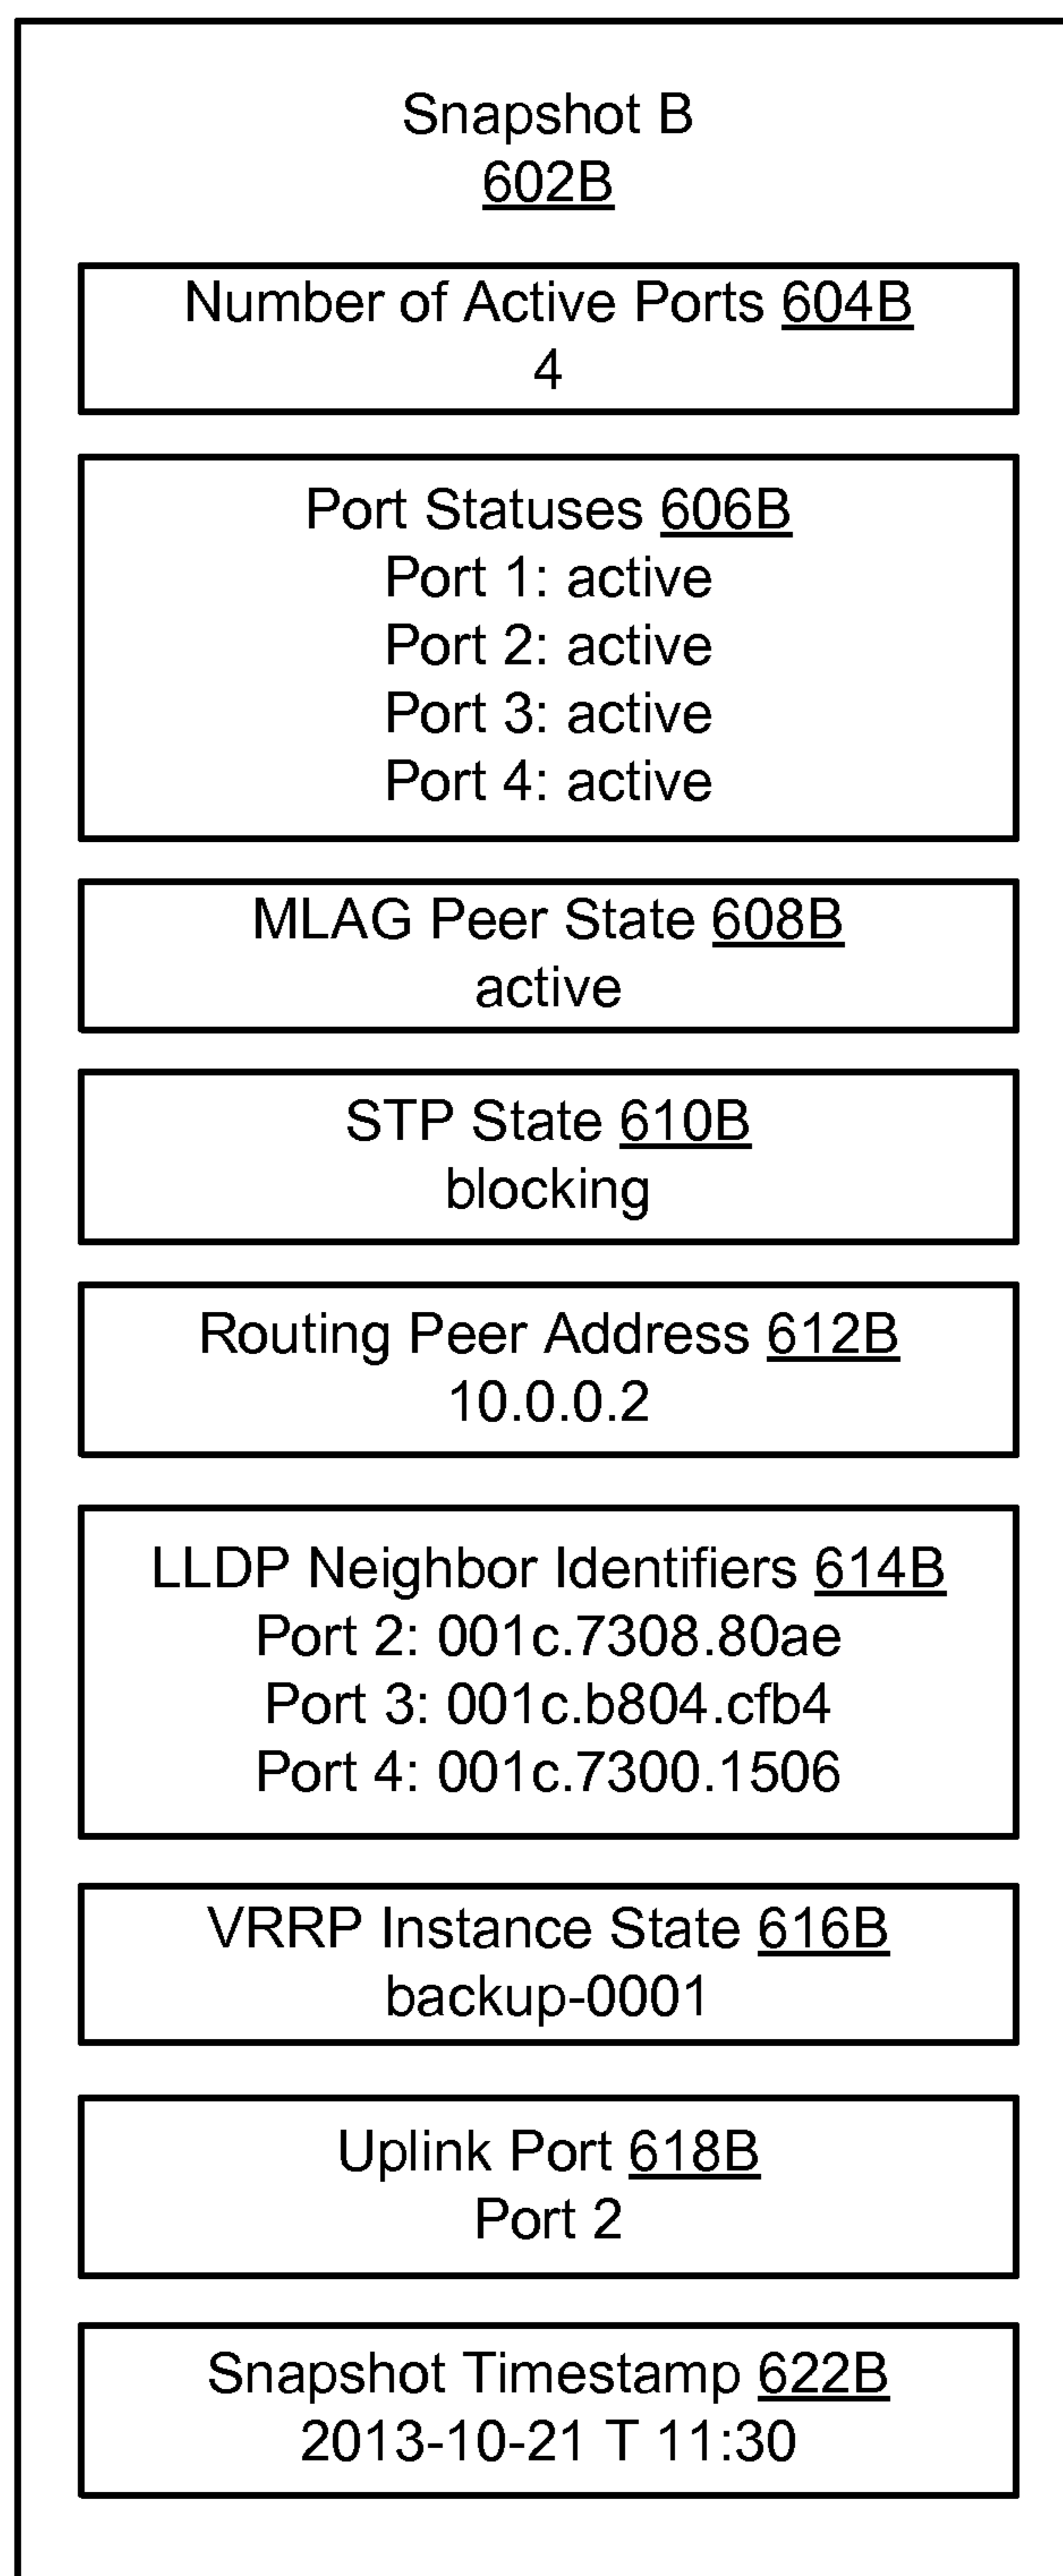 Snapshot B
602B
Number of Active Ports 604B
4
Port Statuses 606B
Port 1: active
Port 2: active
Port 3: active
Port 4: active
MLAG Peer State 608B
active
STP State 610B
blocking
Routing Peer Address 612B
10.0.0.2
LLDP Neighbor Identifiers 614B
Port 2: 001c.7308.80ae
Port 3: 001c.b804.cfb4
Port 4: 001c.7300.1506
VRRP Instance State 616B
backup-0001
Uplink Port 618B
Port 2
Snapshot Timestamp 622B
2013-10-21 T 11:30